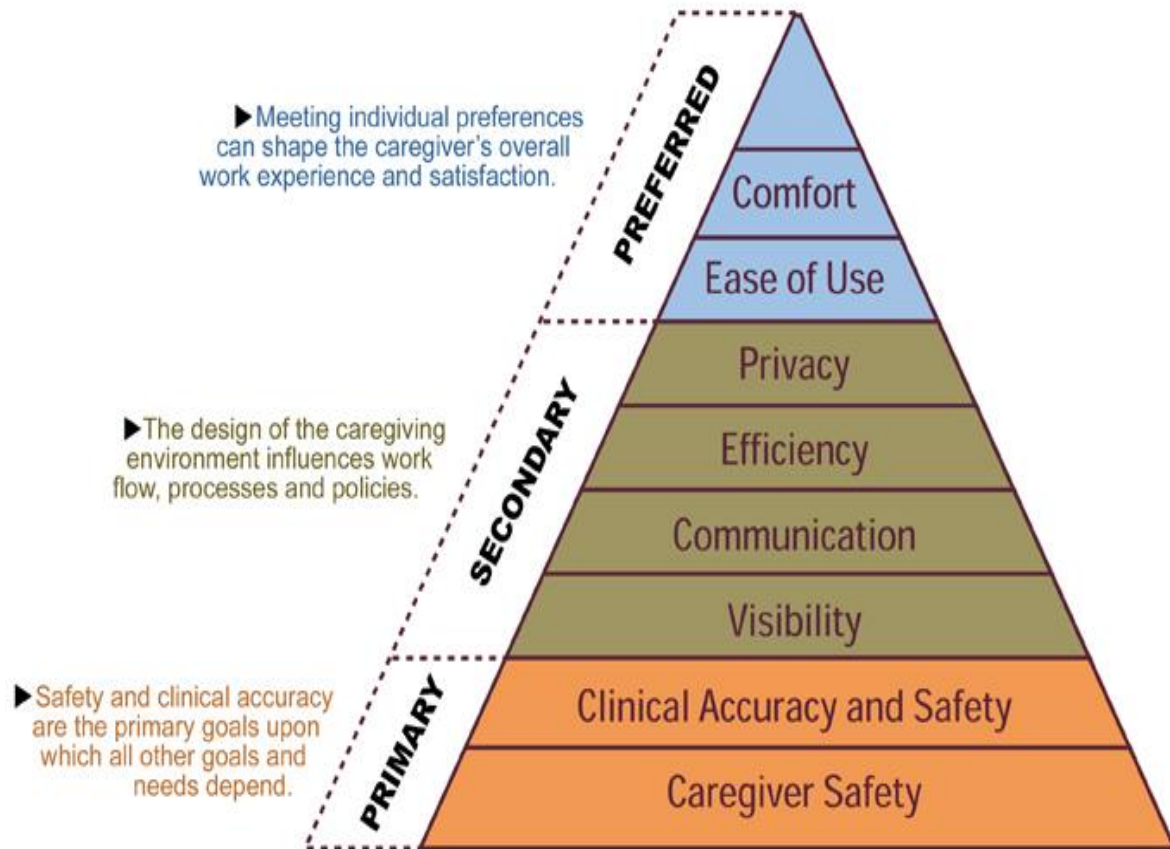 ▶Meeting individual preferences
can shape the caregiver's overall
work experience and satisfaction.
PREFERRED
Comfort
Ease of Use
▶The design of the caregiving
environment influences work
flow, processes and policies.
SECONDARY
Privacy
Efficiency
Communication
Visibility
▶Safety and clinical accuracy
are the primary goals upon
which all other goals and
needs depend.
PRIMARY
Clinical Accuracy and Safety
Caregiver Safety